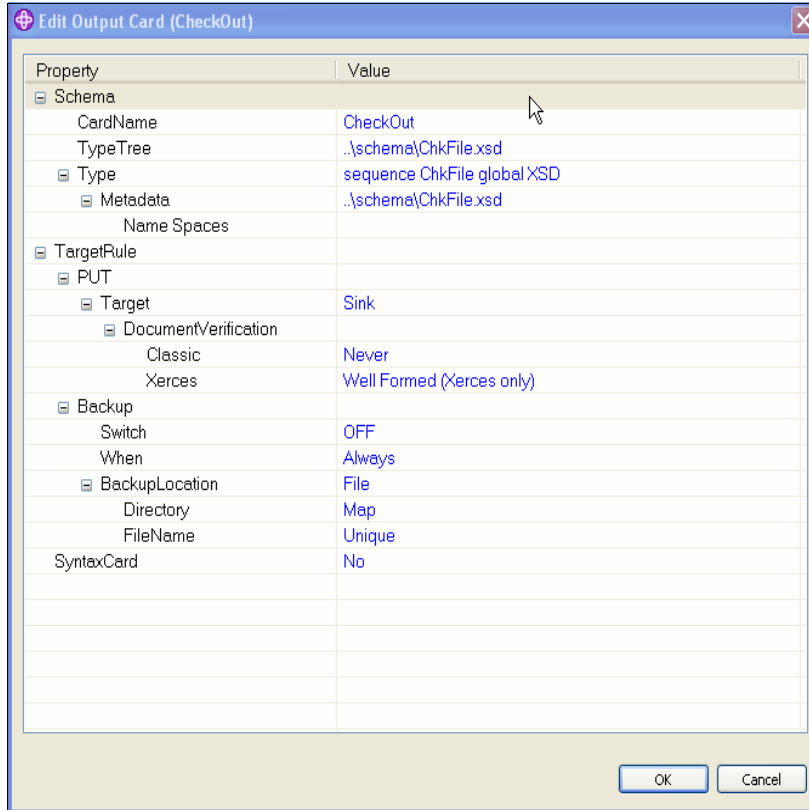 Edit Output Card (CheckOut)
Property Value
Schema
CardName CheckOut
TypeTree ..\schema\ChkFile.xsd
Type sequence ChkFile global XSD
Metadata ..\schema\ChkFile.xsd
Name Spaces
TargetRule
PUT
Target Sink
DocumentVerification
Classic Never
Xerces Well Formed (Xerces only)
Backup
Switch OFF
When Always
BackupLocation File
Directory Map
FileName Unique
SyntaxCard No
OK Cancel